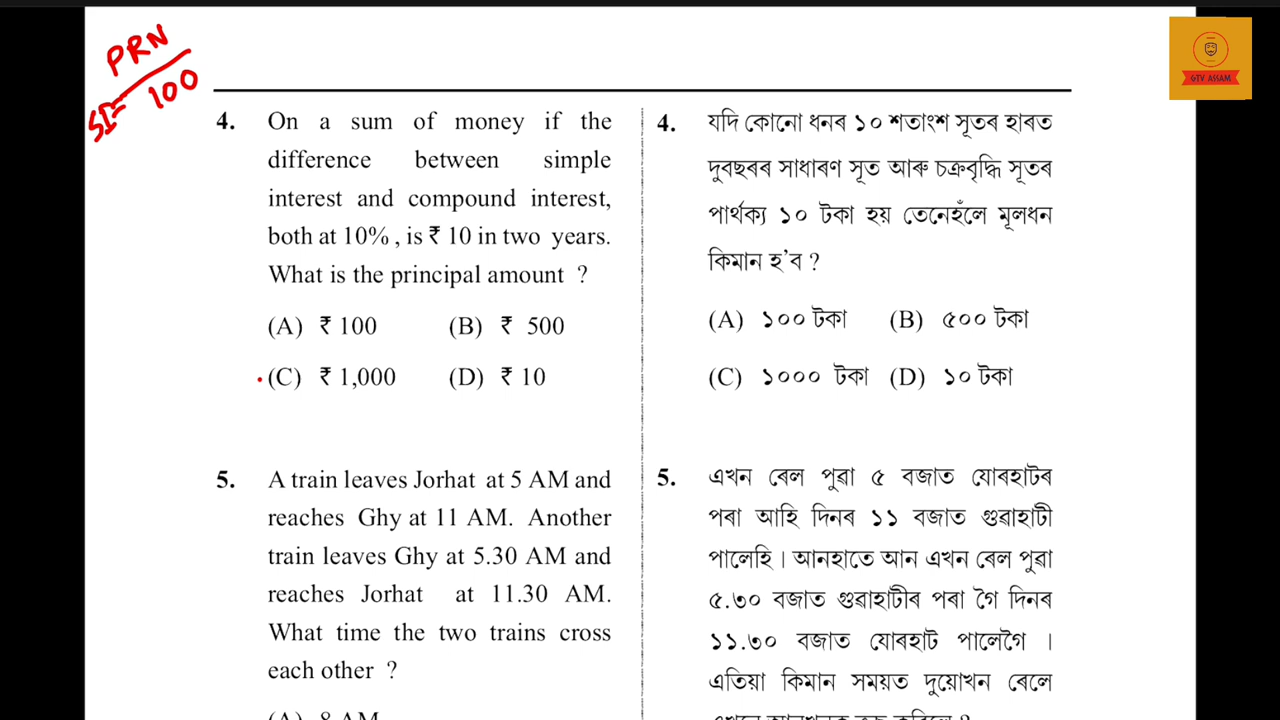 PRN
SI= 100
GTV ASSAM
4. On a sum of money if the
difference between simple
interest and compound interest,
both at 10% , is ₹ 10 in two years.
What is the principal amount ?
(A) ₹ 100 (B) ₹ 500
(C) ₹ 1,000 (D) ₹ 10
5. A train leaves Jorhat at 5 AM and
reaches Ghy at 11 AM. Another
train leaves Ghy at 5.30 AM and
reaches Jorhat at 11.30 AM.
What time the two trains cross
each other ?
(A) 8 AM
4. যদি কোনো ধনৰ ১০ শতাংশ সূতৰ হাৰত
দুবছৰৰ সাধাৰণ সূত আৰু চক্ৰবৃদ্ধি সূতৰ
পাৰ্থক্য ১০ টকা হয় তেনেহঁলে মূলধন
কিমান হ’ব ?
(A) ১০০ টকা (B) ৫০০ টকা
(C) ১০০০ টকা (D) ১০ টকা
5. এখন ৰেল পুৱা ৫ বজাত যোৰহাটৰ
পৰা আহি দিনৰ ১১ বজাত গুৱাহাটী
পালেহি । আনহাতে আন এখন ৰেল পুৱা
৫.৩০ বজাত গুৱাহাটীৰ পৰা গৈ দিনৰ
১১.৩০ বজাত যোৰহাট পালেগৈ ।
এতিয়া কিমান সময়ত দুয়োখন ৰেলে